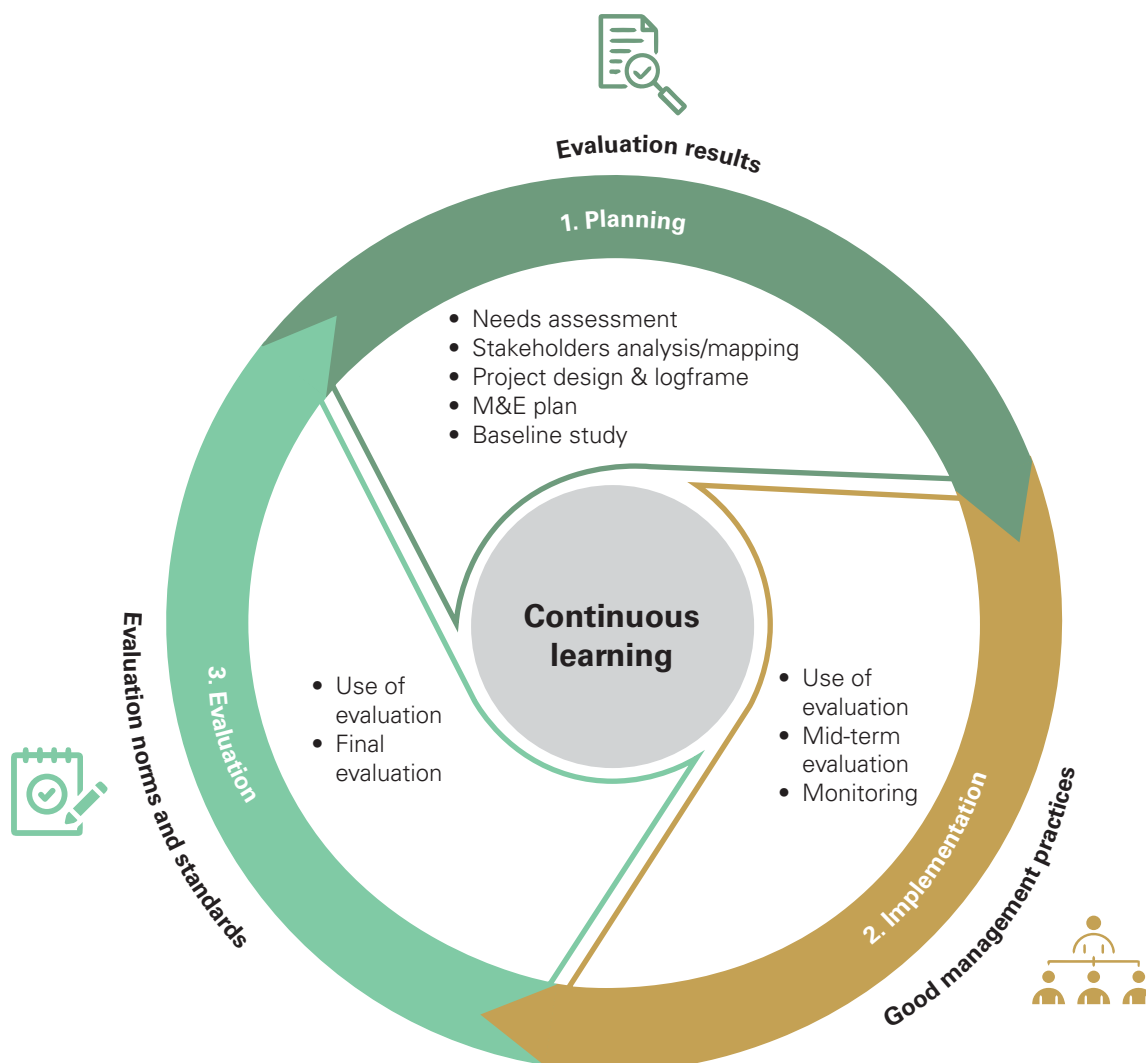 Evaluation results
1. Planning
• Needs assessment
• Stakeholders analysis/mapping
• Project design & logframe
• M&E plan
• Baseline study
Continuous
learning
• Use of
evaluation
• Mid-term
evaluation
• Monitoring
2. Implementation
Good management practices
• Use of
evaluation
• Final
evaluation
3. Evaluation
Evaluation norms and standards